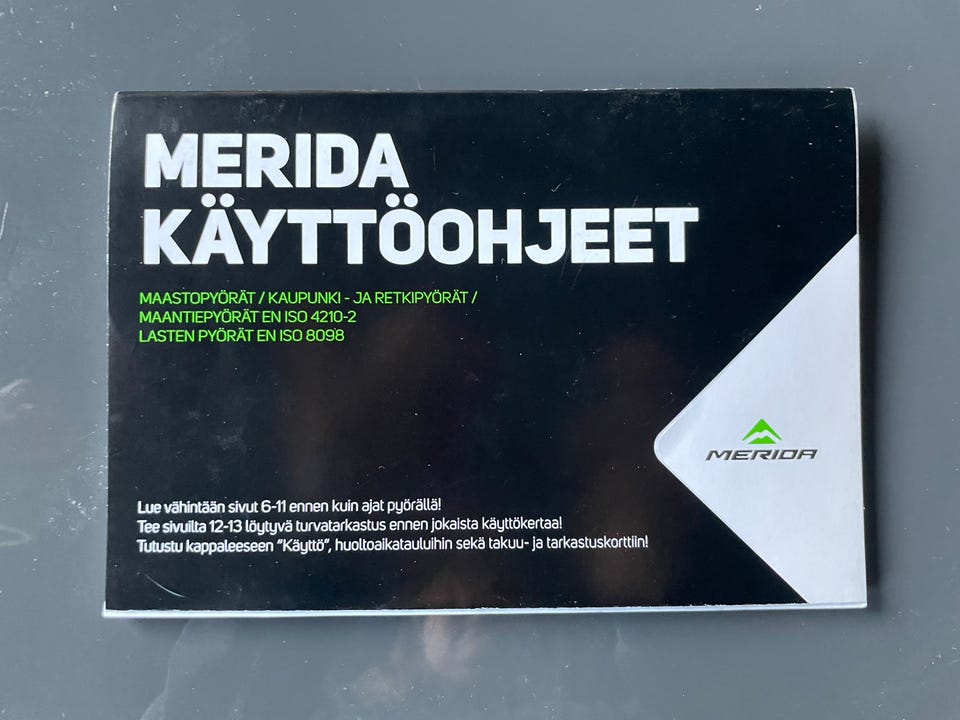 MERIDA
KÄYTTÖOHJEET
MAASTOPYÖRÄT / KAUPUNKI - JA RETKIPYÖRÄT /
MAANTIEPYÖRÄT EN ISO 4210-2
LASTEN PYÖRÄT EN ISO 8098
MERIDA
Lue vähintään sivut 6-11 ennen kuin ajat pyörällä!
Tee sivuilta 12-13 löytyvä turvatarkastus ennen jokaista käyttökertaa!
Tutustu kappaleeseen "Käyttö", huoltoaikatauluihin sekä takuu- ja tarkastuskorttiin!